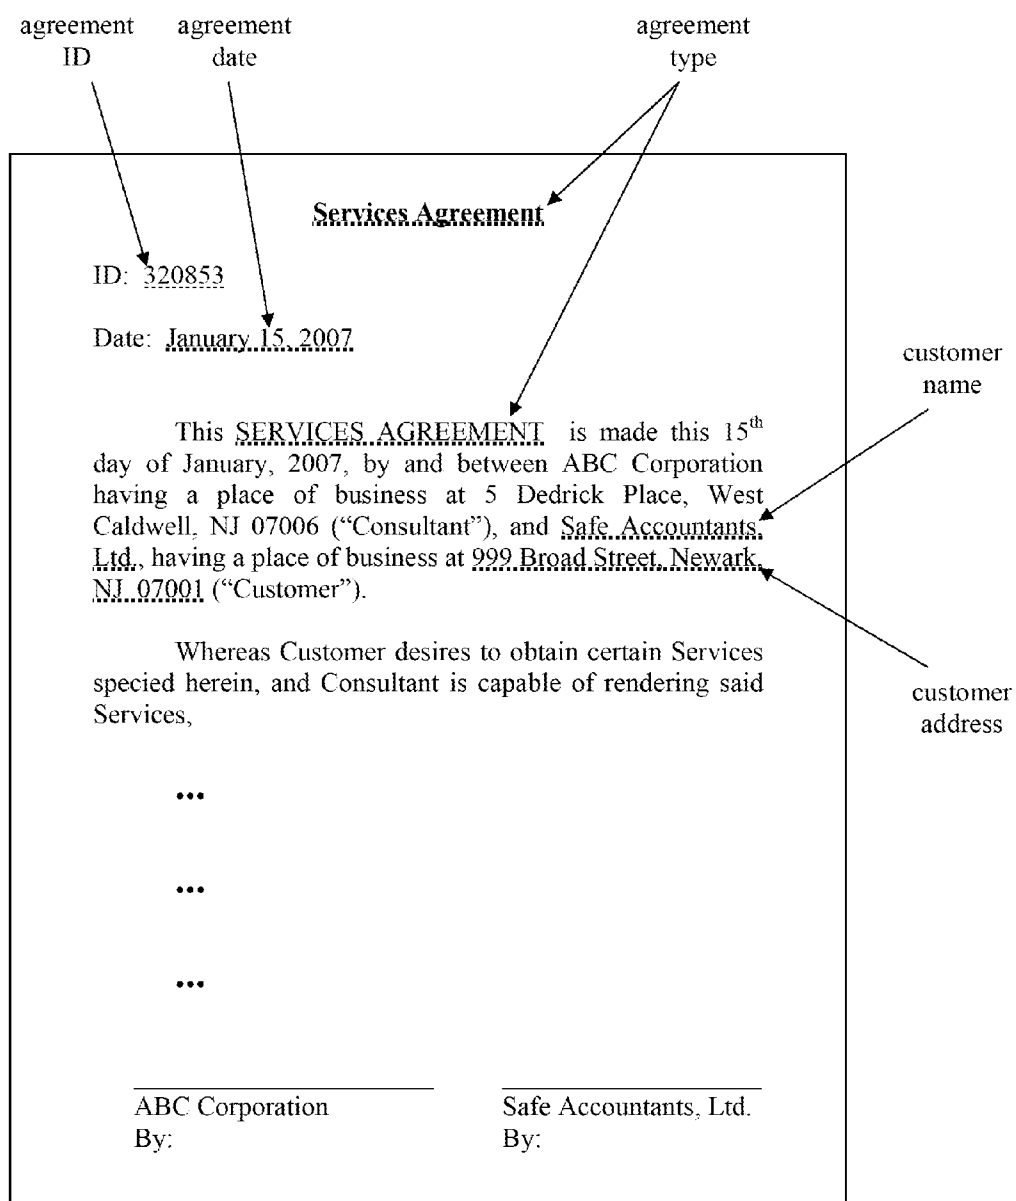 agreement ID
agreement date
agreement type
Services Agreement
ID: 320853
Date: January 15, 2007
customer name
This SERVICES AGREEMENT is made this 15th
day of January, 2007, by and between ABC Corporation
having a place of business at 5 Dedrick Place, West
Caldwell, NJ 07006 (“Consultant”), and Safe Accountants,
Ltd., having a place of business at 999 Broad Street, Newark,
NJ 07001 (“Customer”).
Whereas Customer desires to obtain certain Services
specied herein, and Consultant is capable of rendering said
Services,
customer address
•••
•••
•••
ABC Corporation
Safe Accountants, Ltd.
By:
By: